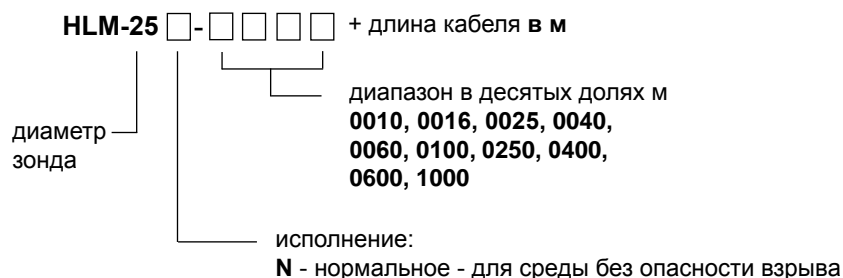 HLM-25 □-□□□□ + длина кабеля в м
диапазон в десятых долях м
0010, 0016, 0025, 0040,
0060, 0100, 0250, 0400,
0600, 1000
диаметр
зонда
исполнение:
N - нормальное - для среды без опасности взрыва